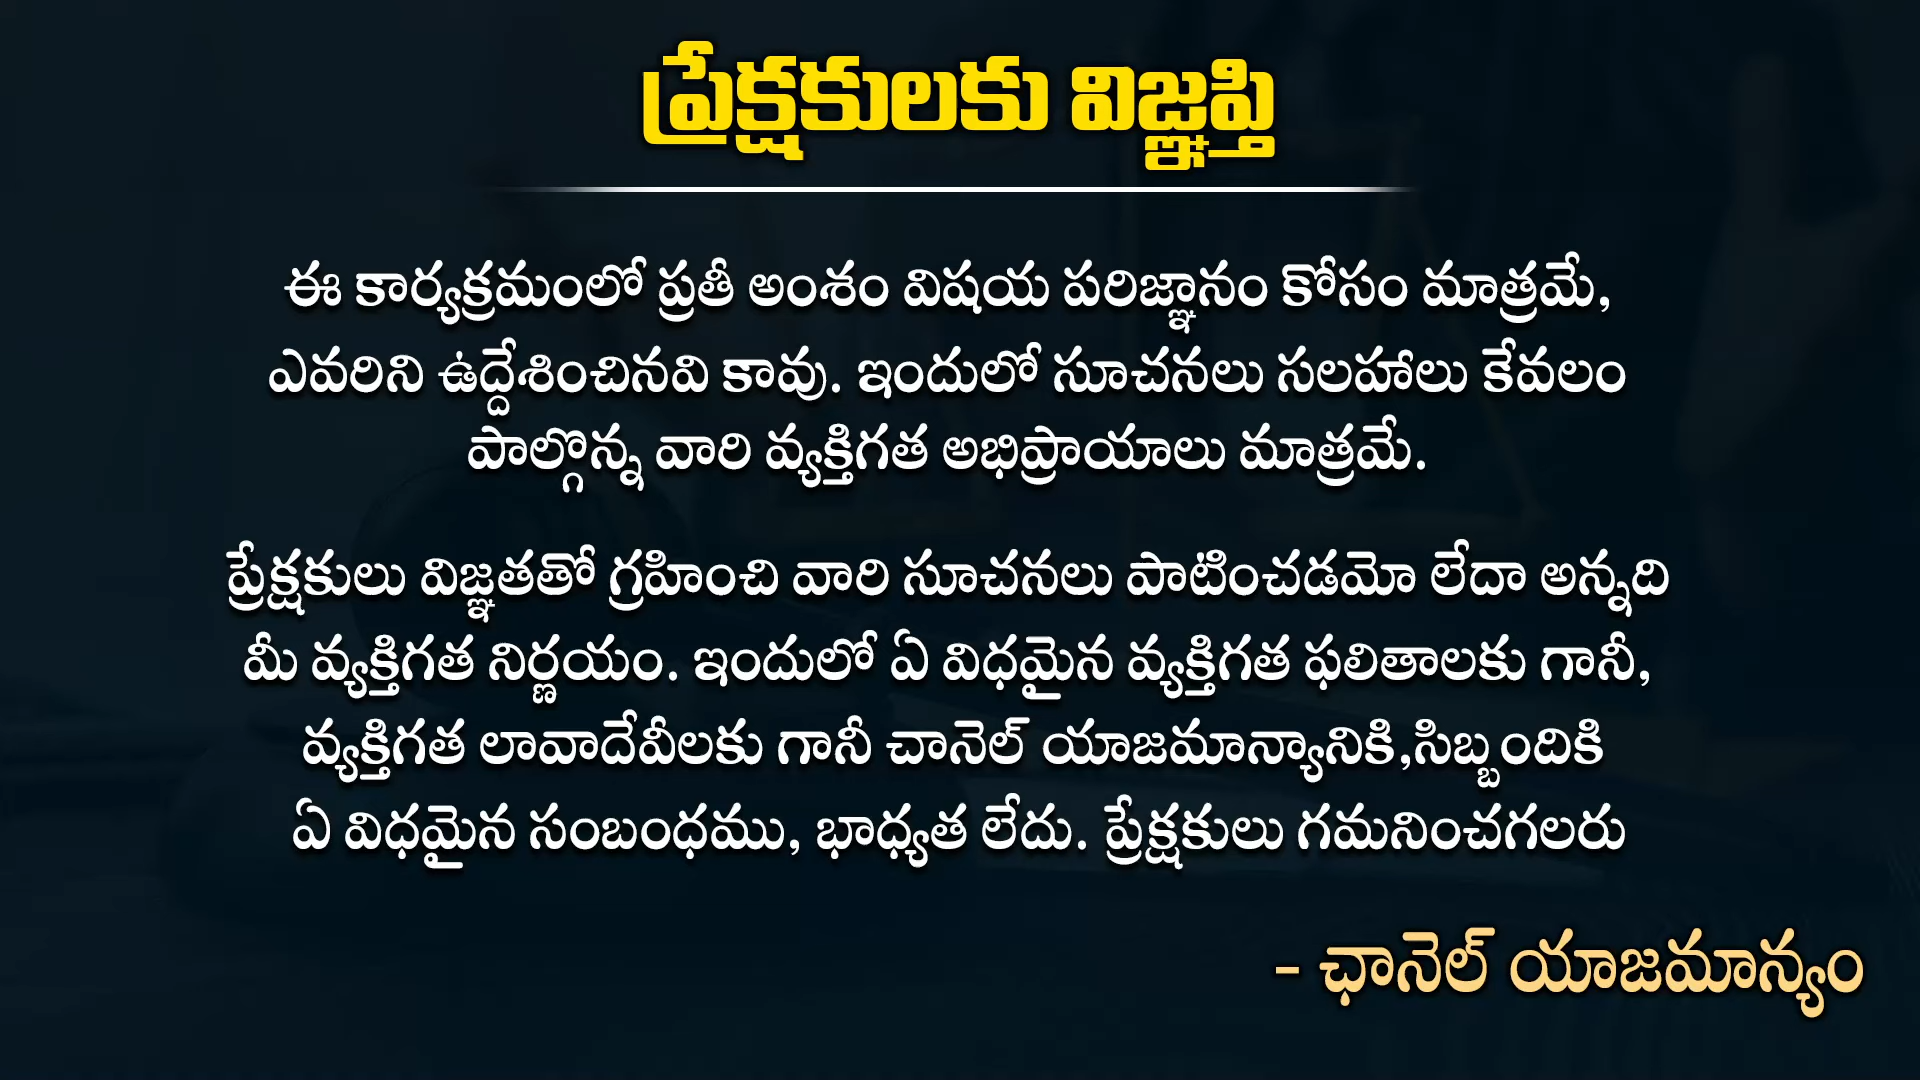 ప్రేక్షకులకు విజ్ఞప్తి
ఈ కార్యక్రమంలో ప్రతీ అంశం విషయ పరిజ్ఞానం కోసం మాత్రమే,
ఎవరిని ఉద్దేశించినవి కావు. ఇందులో సూచనలు సలహాలు కేవలం
పాల్గొన్న వారి వ్యక్తిగత అభిప్రాయాలు మాత్రమే.
ప్రేక్షకులు విజ్ఞతతో గ్రహించి వారి సూచనలు పాటించడమో లేదా అన్నది
మీ వ్యక్తిగత నిర్ణయం. ఇందులో ఏ విధమైన వ్యక్తిగత ఫలితాలకు గానీ,
వ్యక్తిగత లావాదేవీలకు గానీ చానెల్ యాజమాన్యానికి,సిబ్బందికి
ఏ విధమైన సంబంధము, భాధ్యత లేదు. ప్రేక్షకులు గమనించగలరు
- ఛానెల్ యాజమాన్యం